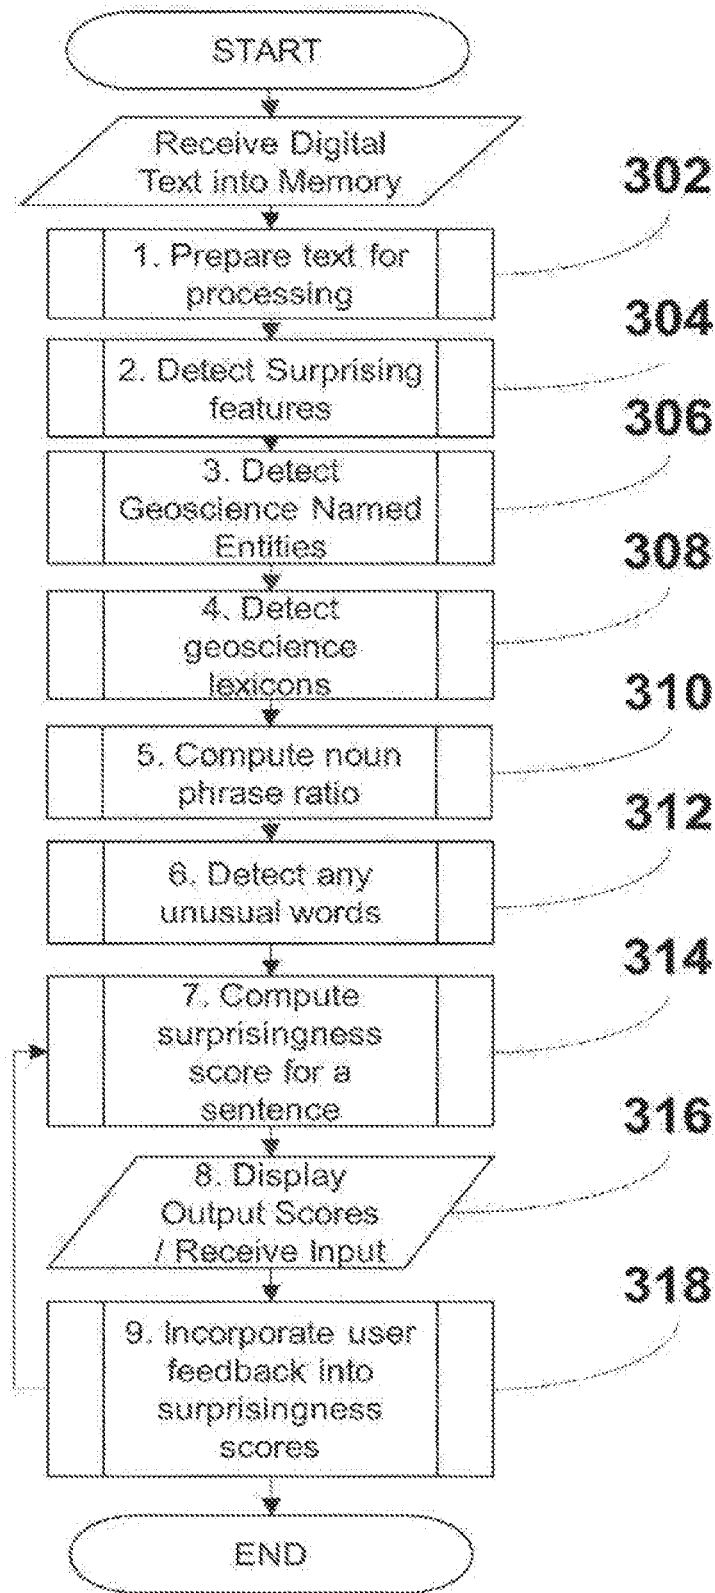 START
Receive Digital
Text into Memory
302
1. Prepare text for
processing
304
2. Detect Surprising
features
306
3. Detect
Geoscience Named
Entities
308
4. Detect
geoscience
lexicons
310
5. Compute noun
phrase ratio
312
6. Detect any
unusual words
314
7. Compute
surprisingness
score for a
sentence
316
8. Display
Output Scores
/ Receive Input
318
9. Incorporate user
feedback into
surprisingness
scores
END